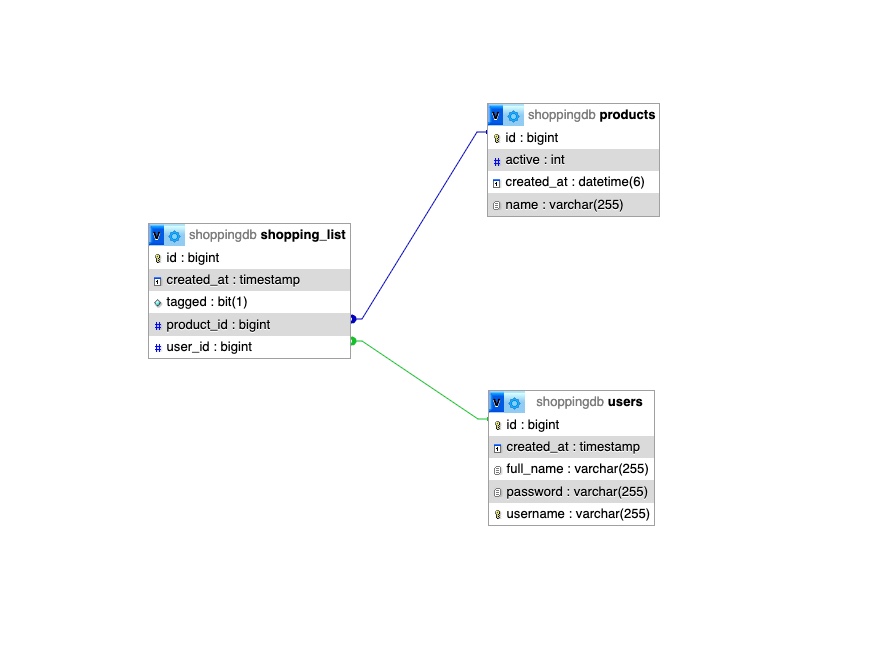 V shoppingdb products
id : bigint
# active : int
created_at : datetime(6)
name : varchar(255)
V shoppingdb shopping_list
id : bigint
created_at : timestamp
tagged : bit(1)
# product_id : bigint
# user_id : bigint
V shoppingdb users
id : bigint
created_at : timestamp
full_name : varchar(255)
password : varchar(255)
username : varchar(255)